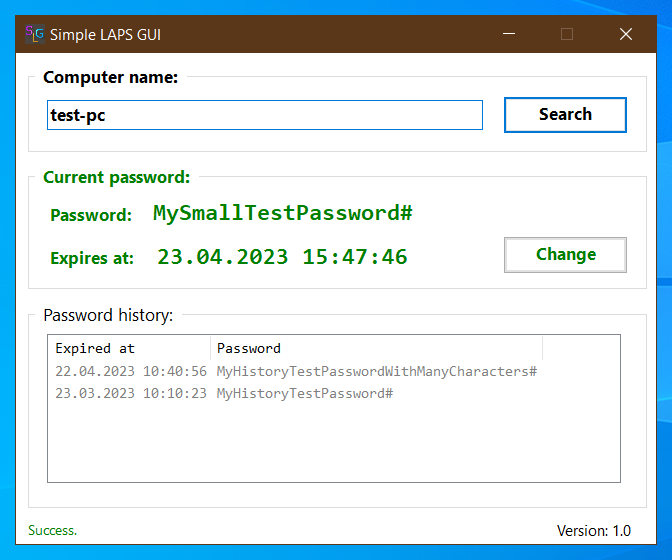 SLG Simple LAPS GUI
Computer name:
test-pc Search
Current password:
Password: MySmallTestPassword#
Expires at: 23.04.2023 15:47:46 Change
Password history:
Expired at Password
22.04.2023 10:40:56 MyHistoryTestPasswordWithManyCharacters#
23.03.2023 10:10:23 MyHistoryTestPassword#
Success. Version: 1.0